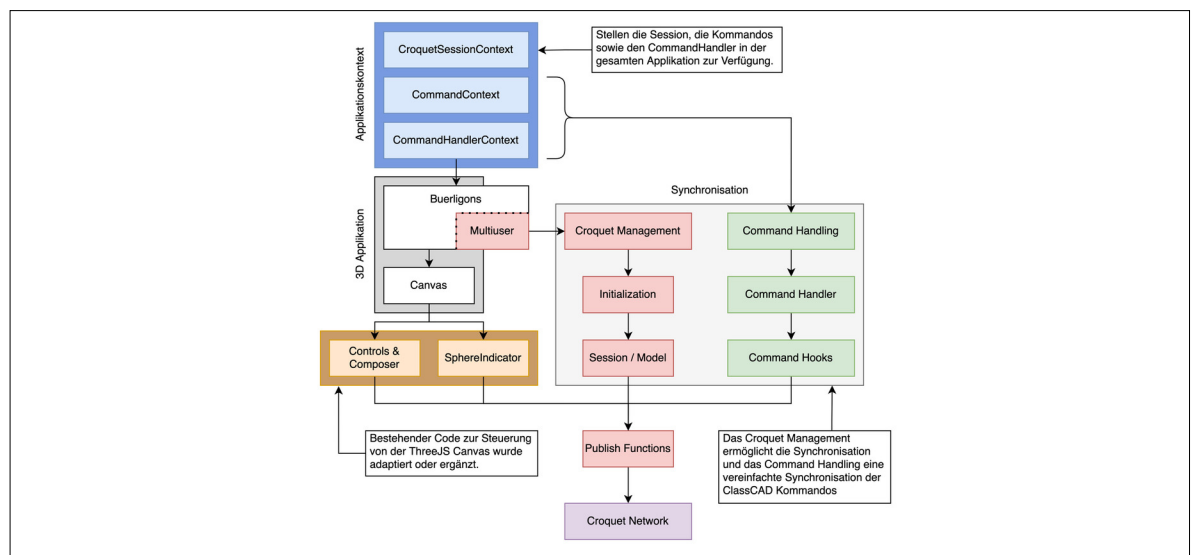 Applikationskontext
CroquetSessionContext
CommandContext
CommandHandlerContext
Stellen die Session, die Kommandos
sowie den CommandHandler in der
gesamten Applikation zur Verfügung.
3D Applikation
Buerligons
Multiuser
Canvas
Synchronisation
Croquet Management
Command Handling
Initialization
Command Handler
Session / Model
Command Hooks
Controls &
Composer
SphereIndicator
Bestehender Code zur Steuerung
von der ThreeJS Canvas wurde
adaptiert oder ergänzt.
Publish Functions
Das Croquet Management
ermöglicht die Synchronisation
und das Command Handling eine
vereinfachte Synchronisation der
ClassCAD Kommandos
Croquet Network